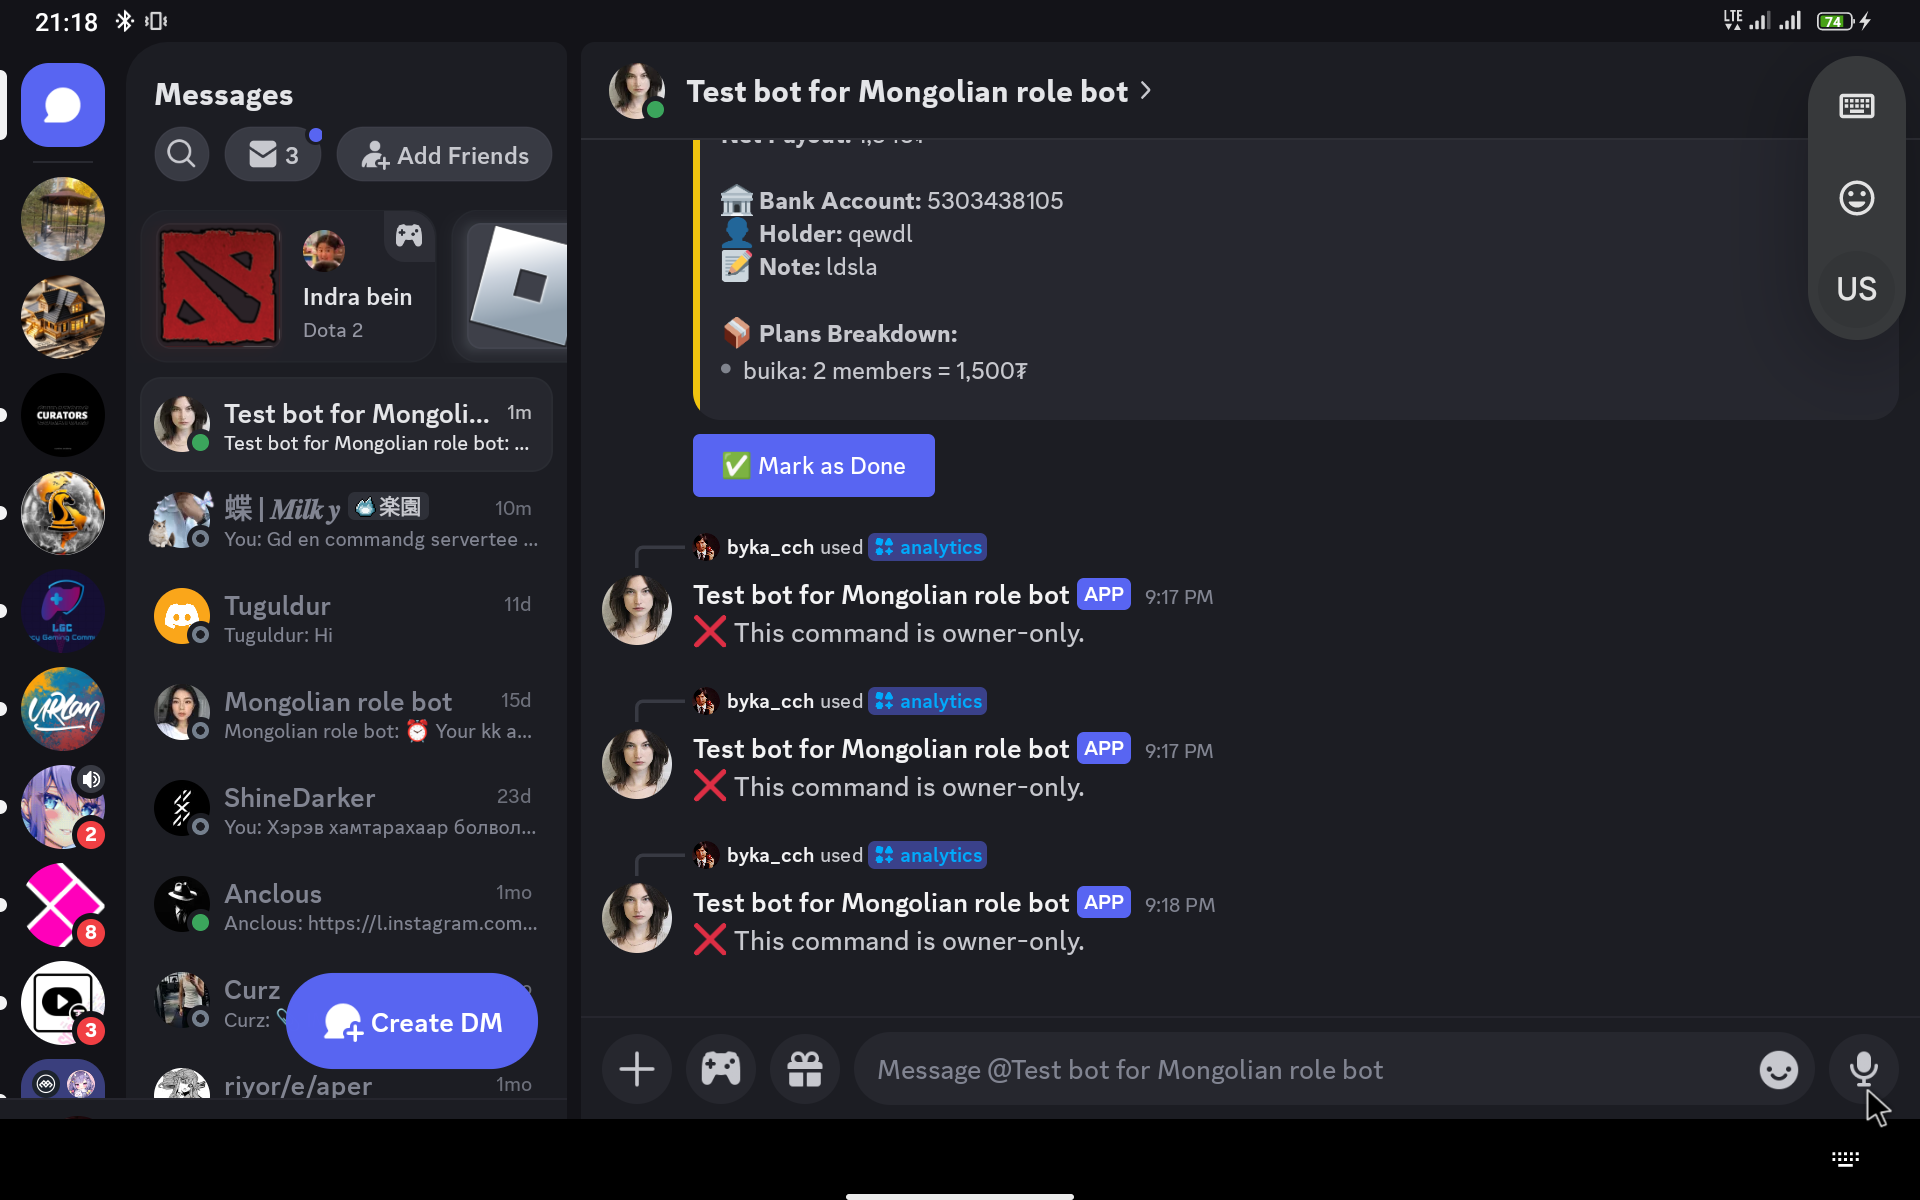 21:18
LTE
74
Messages
3
Add Friends
Indra bein
Dota 2
CURATORS
LGC
URLAN
2
8
3
Test bot for Mongoli... 1m
Test bot for Mongolian role bot: ...
蝶 | Milky 楽園 10m
You: Gd en commandg servertee ...
Tuguldur 11d
Tuguldur: Hi
Mongolian role bot 15d
Mongolian role bot: ⏰ Your kk a...
ShineDarker 23d
You: Хэрэв хамтарахаар болвол...
Anclous 1mo
Anclous: https://l.instagram.com...
Curz
Curz:
Create DM
riyor/e/aper 1mo
Test bot for Mongolian role bot
🏛️ Bank Account: 5303438105
👤 Holder: qewdl
📝 Note: ldsla
📦 Plans Breakdown:
• buika: 2 members = 1,500₮
✅ Mark as Done
byka_cch used analytics
Test bot for Mongolian role bot APP 9:17 PM
❌ This command is owner-only.
byka_cch used analytics
Test bot for Mongolian role bot APP 9:17 PM
❌ This command is owner-only.
byka_cch used analytics
Test bot for Mongolian role bot APP 9:18 PM
❌ This command is owner-only.
Message @Test bot for Mongolian role bot
US